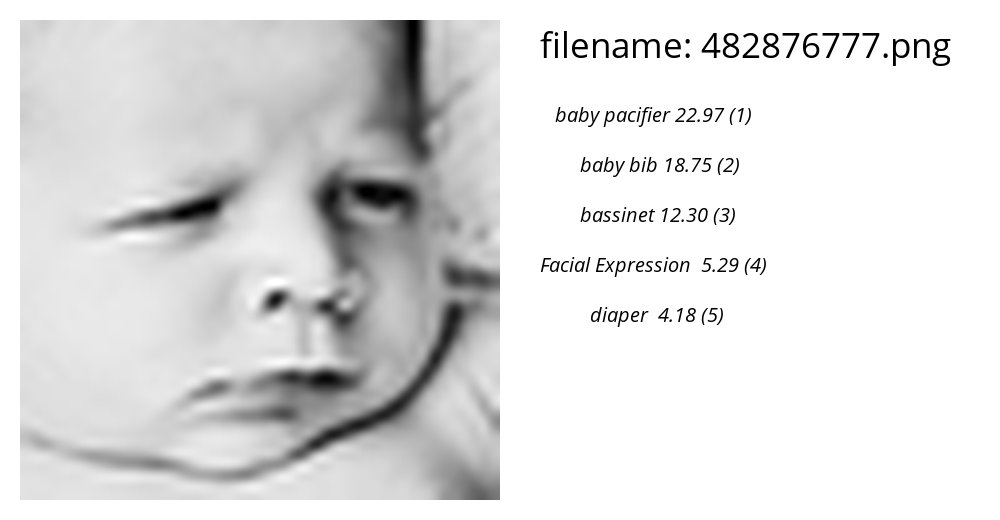 filename: 482876777.png
baby pacifier 22.97 (1)
baby bib 18.75 (2)
bassinet 12.30 (3)
Facial Expression  5.29 (4)
diaper  4.18 (5)